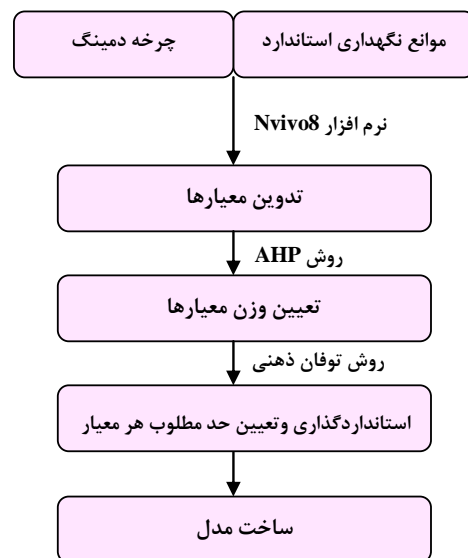 موانع نگهداری استاندارد
چرخه دمینگ
نرم افزار Nvivo8
تدوین معیارها
روش AHP
تعیین وزن معیارها
روش توفان ذهنی
استانداردگذاری وتعیین حد مطلوب هر معیار
ساخت مدل